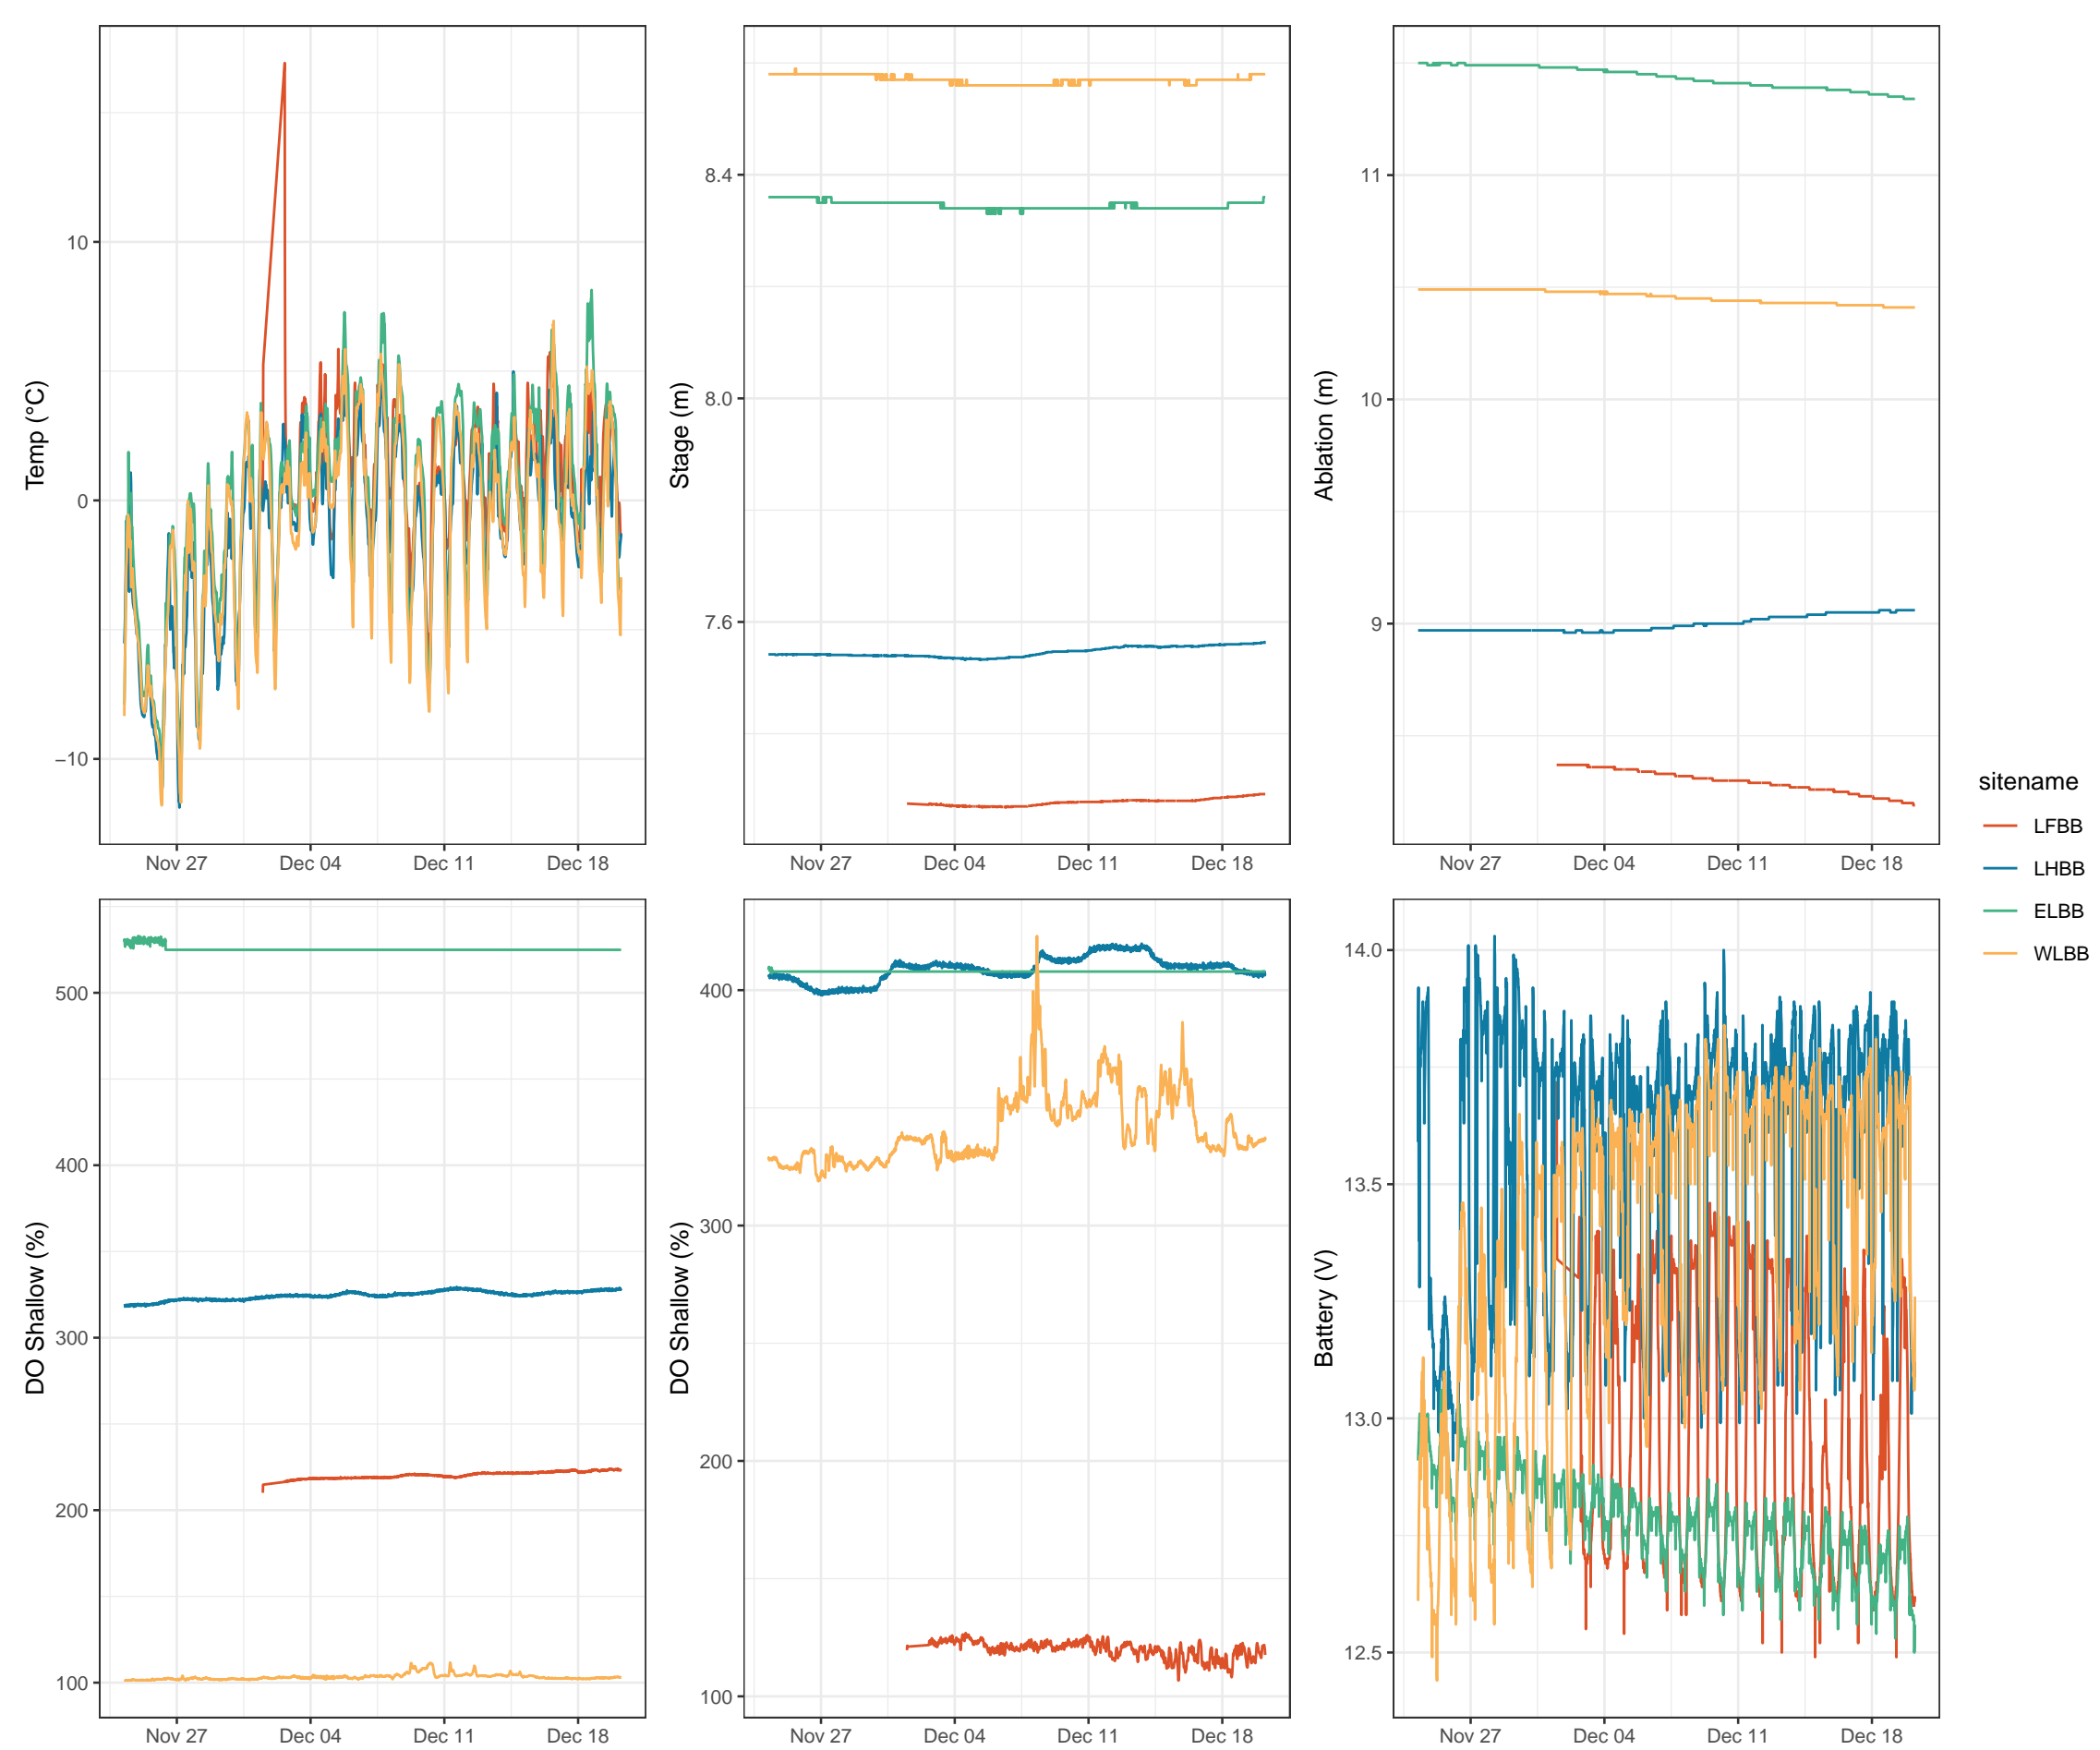 Temp (°C)
10
0
−10
Nov 27
Dec 04
Dec 11
Dec 18
Stage (m)
8.4
8.0
7.6
Nov 27
Dec 04
Dec 11
Dec 18
Ablation (m)
11
10
9
Nov 27
Dec 04
Dec 11
Dec 18
DO Shallow (%)
500
400
300
200
100
Nov 27
Dec 04
Dec 11
Dec 18
DO Shallow (%)
400
300
200
100
Nov 27
Dec 04
Dec 11
Dec 18
Battery (V)
14.0
13.5
13.0
12.5
Nov 27
Dec 04
Dec 11
Dec 18
sitename
LFBB
LHBB
ELBB
WLBB